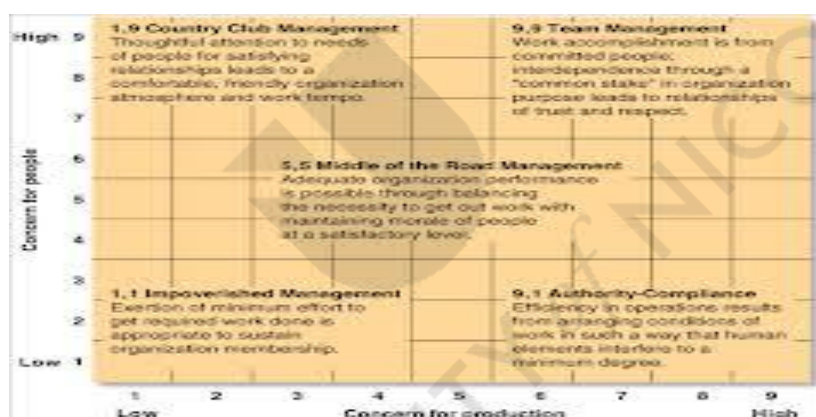 1,9 Country Club Management
Thoughtful attention to needs
of people for satisfying
relationships leads to a
comfortable, friendly organization
atmosphere and work tempo.
9,9 Team Management
Work accomplishment is from
committed people;
interdependence through a
"common stake" in organization
purpose leads to relationships
of trust and respect.
5,5 Middle of the Road Management
Adequate organization performance
is possible through balancing
the necessity to get out work with
maintaining morale of people
at a satisfactory level.
1,1 Impoverished Management
Exertion of minimum effort to
get required work done is
appropriate to sustain
organization membership.
9,1 Authority-Compliance
Efficiency in operations results
from arranging conditions of
work in such a way that human
elements interfere to a
minimum degree.
Concern for people
High 9
8
7
6
5
4
3
2
Low 1
1 2 3 4 5 6 7 8 9
Low Concern for production High